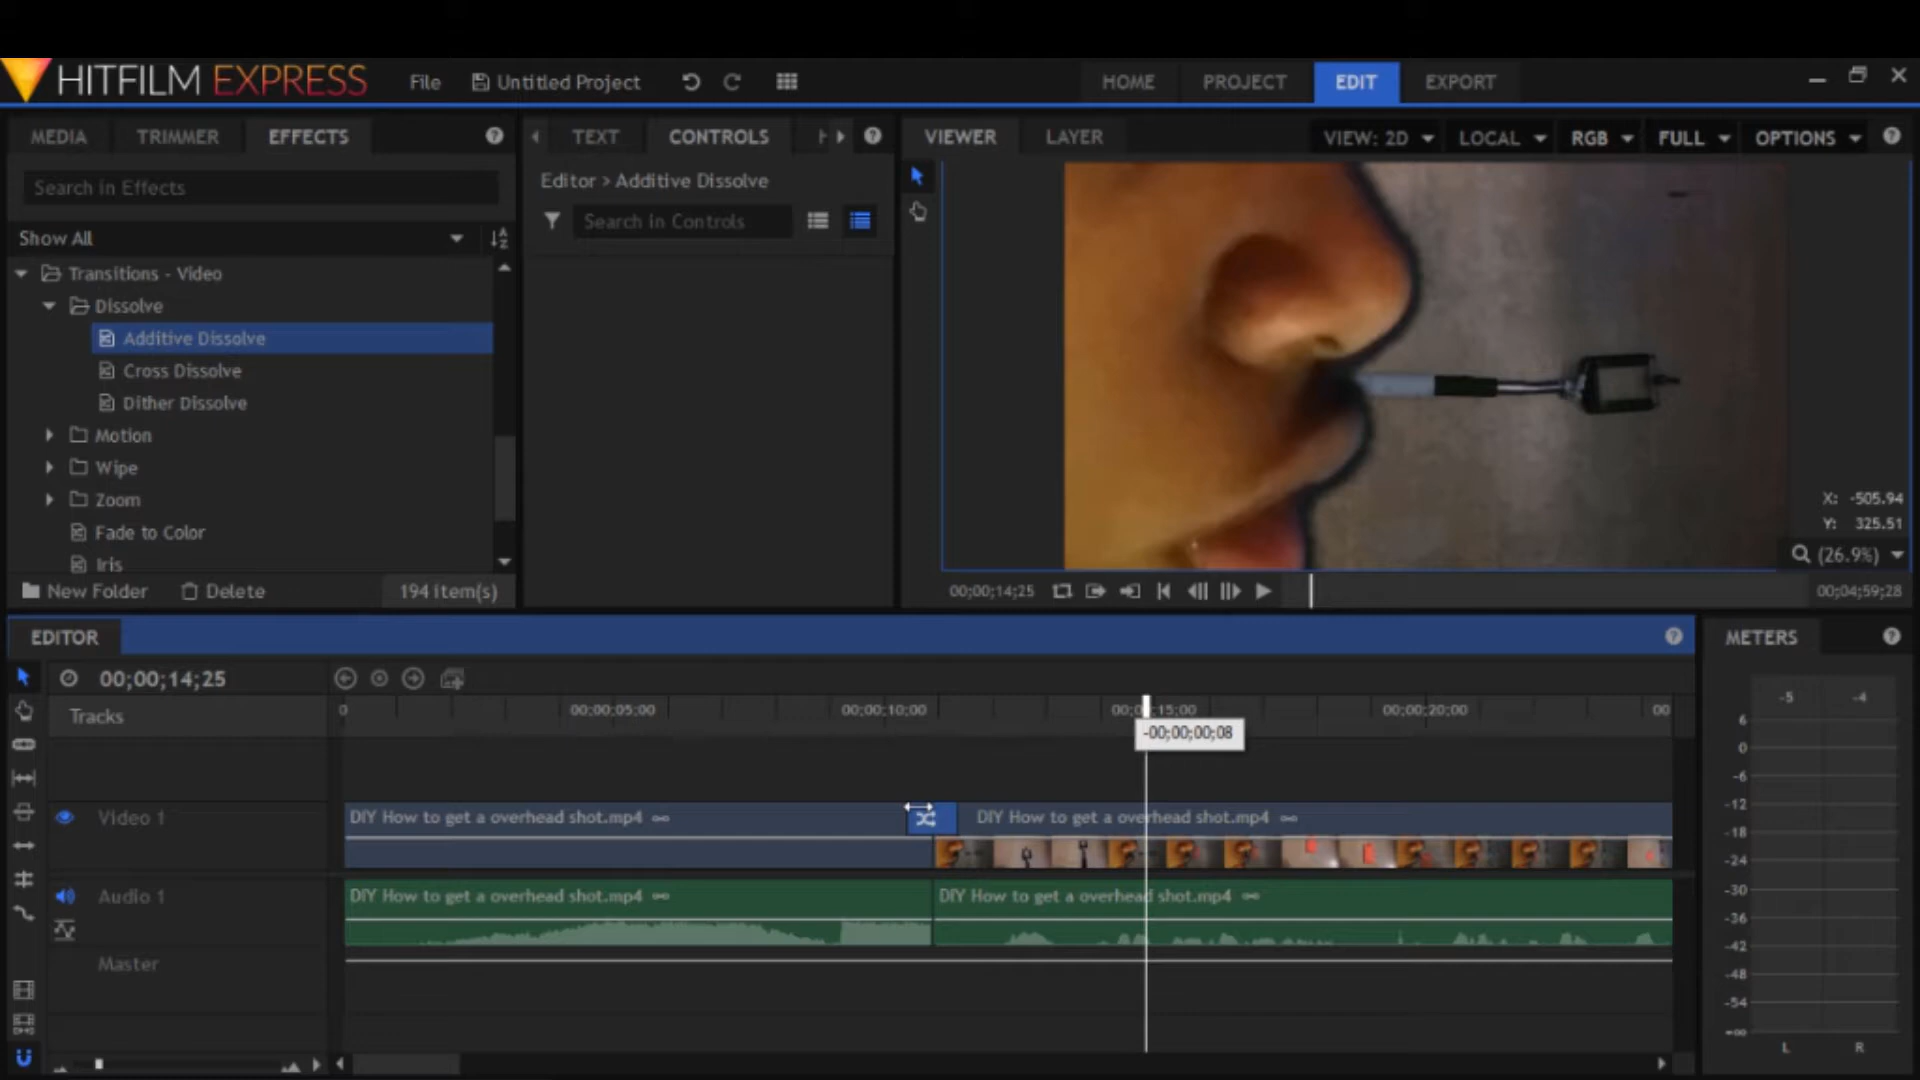 HITFILM EXPRESS File Untitled Project HOME PROJECT EDIT EXPORT
MEDIA TRIMMER EFFECTS
Search in Effects
Show All
Transitions - Video
Dissolve
Additive Dissolve
Cross Dissolve
Dither Dissolve
Motion
Wipe
Zoom
Fade to Color
Iris
New Folder Delete 194 item(s)
TEXT CONTROLS
Editor > Additive Dissolve
Search in Controls
VIEWER LAYER VIEW: 2D LOCAL RGB FULL OPTIONS
X: -505.94
Y: 325.51
(26.9%)
00;00;14;25 00;04;59;28
EDITOR
00;00;14;25
Tracks
0 00;00;05;00 00;00;10;00 00;00;15;00 00;00;20;00 00
-00;00;00;08
Video 1
DIY How to get a overhead shot.mp4 DIY How to get a overhead shot.mp4
Audio 1
DIY How to get a overhead shot.mp4 DIY How to get a overhead shot.mp4
Master
METERS
-5 -4
6
0
-6
-12
-18
-24
-30
-36
-42
-48
-54
-∞
L R